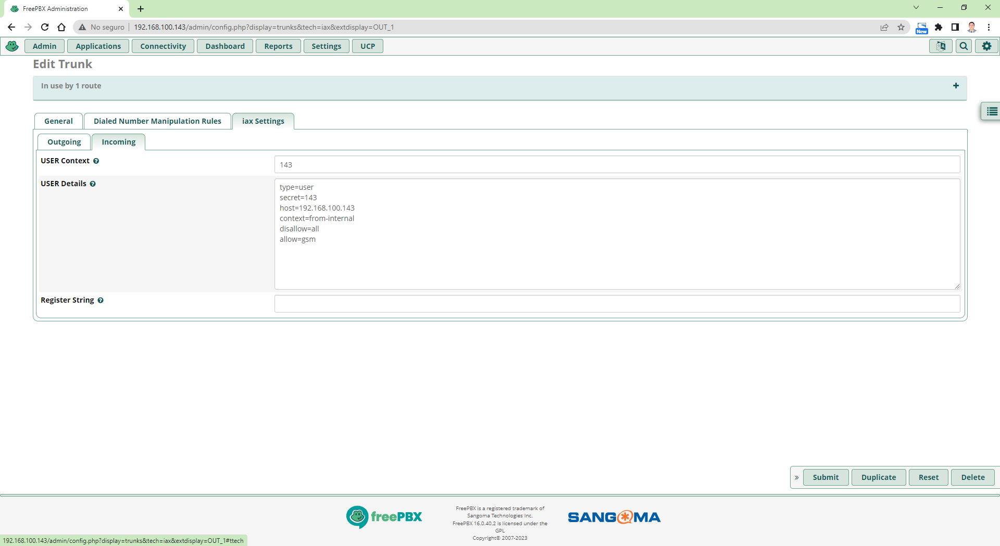 FreePBX Administration
No seguro
192.168.100.143/admin/config.php?display=trunks&tech=iax&extdisplay=OUT_1
New
Admin
Applications
Connectivity
Dashboard
Reports
Settings
UCP
Edit Trunk
In use by 1 route
General
Dialed Number Manipulation Rules
iax Settings
Outgoing
Incoming
USER Context
143
USER Details
type=user
secret=143
host=192.168.100.143
context=from-internal
disallow=all
allow=gsm
Register String
» Submit Duplicate Reset Delete
freePBX
FreePBX is a registered trademark of
Sangoma Technologies Inc.
FreePBX 16.0.40.2 is licensed under the
GPL
Copyright© 2007-2023
SANGOMA
192.168.100.143/admin/config.php?display=trunks&tech=iax&extdisplay=OUT_1#ttech